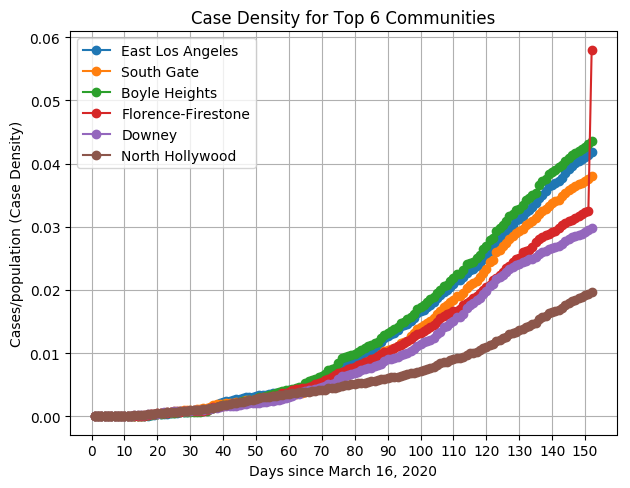 Case Density for Top 6 Communities
East Los Angeles
South Gate
Boyle Heights
Florence-Firestone
Downey
North Hollywood
Cases/population (Case Density)
0.06
0.05
0.04
0.03
0.02
0.01
0.00
0 10 20 30 40 50 60 70 80 90 100 110 120 130 140 150
Days since March 16, 2020